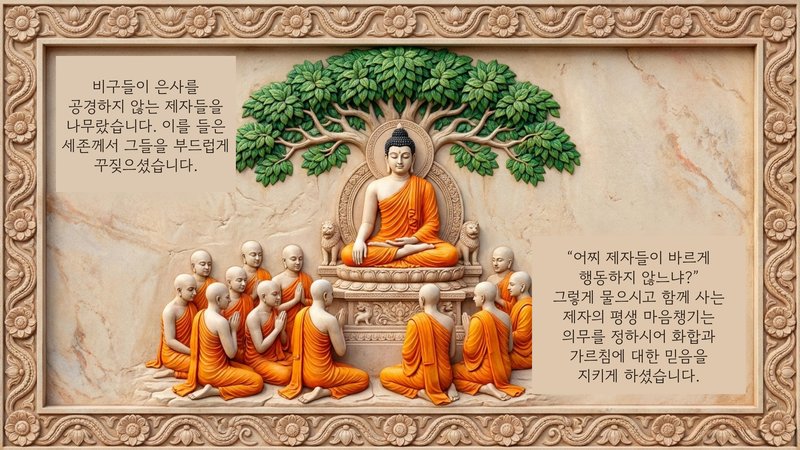 비구들이 은사를
공경하지 않는 제자들을
나무랐습니다. 이를 들은
세존께서 그들을 부드럽게
꾸짖으셨습니다.
“어찌 제자들이 바르게
행동하지 않느냐?”
그렇게 물으시고 함께 사는
제자의 평생 마음챙기는
의무를 정하시어 화합과
가르침에 대한 믿음을
지키게 하셨습니다.